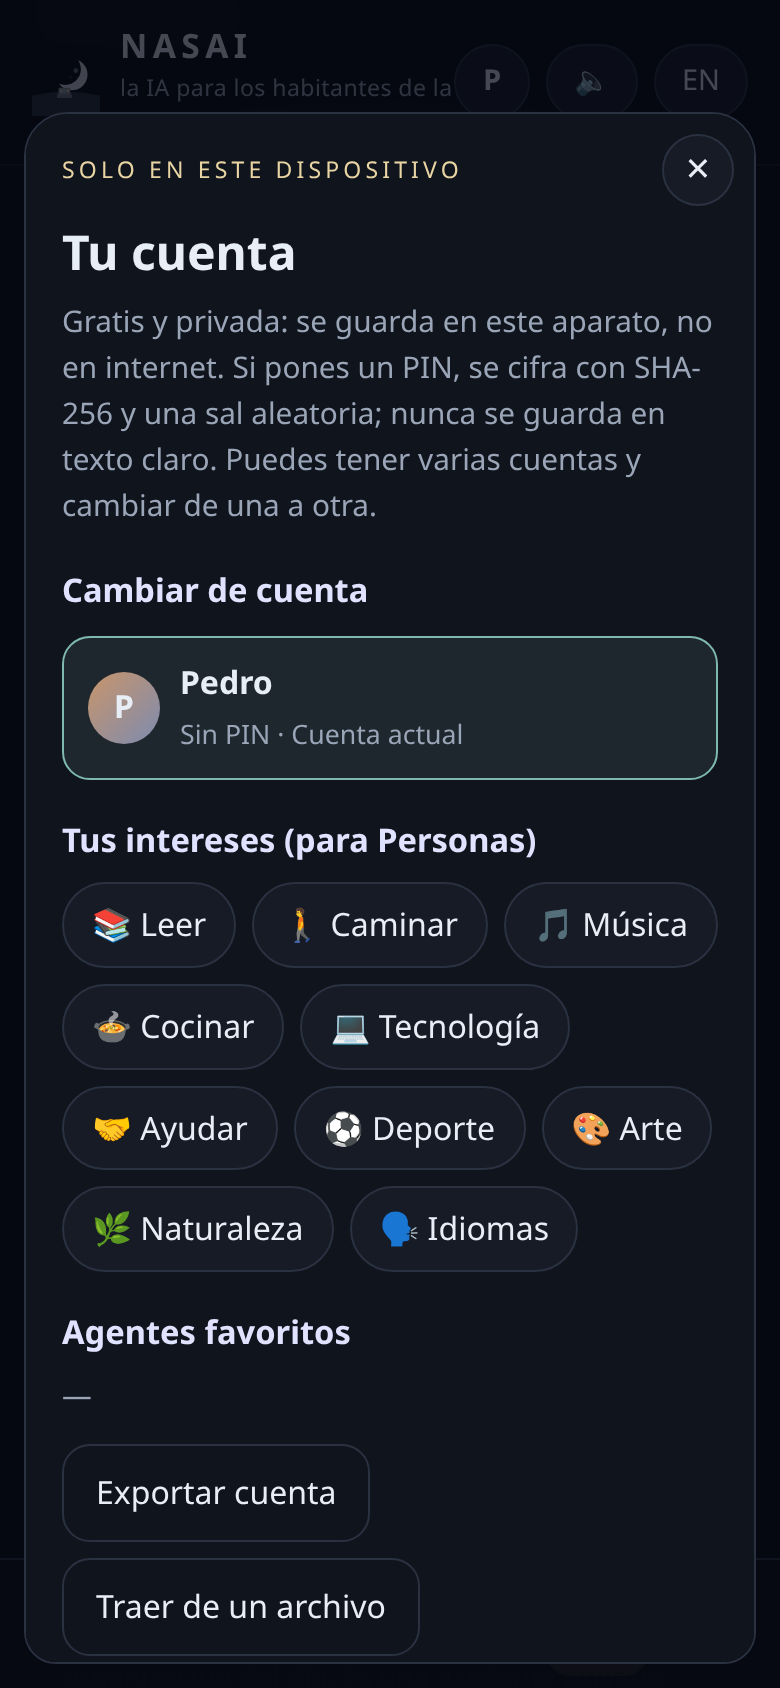 NASAI
la IA para los habitantes de la
P
EN
SOLO EN ESTE DISPOSITIVO
Tu cuenta
Gratis y privada: se guarda en este aparato, no
en internet. Si pones un PIN, se cifra con SHA-
256 y una sal aleatoria; nunca se guarda en
texto claro. Puedes tener varias cuentas y
cambiar de una a otra.
Cambiar de cuenta
P
Pedro
Sin PIN · Cuenta actual
Tus intereses (para Personas)
Leer
Caminar
Música
Cocinar
Tecnología
Ayudar
Deporte
Arte
Naturaleza
Idiomas
Agentes favoritos
—
Exportar cuenta
Traer de un archivo